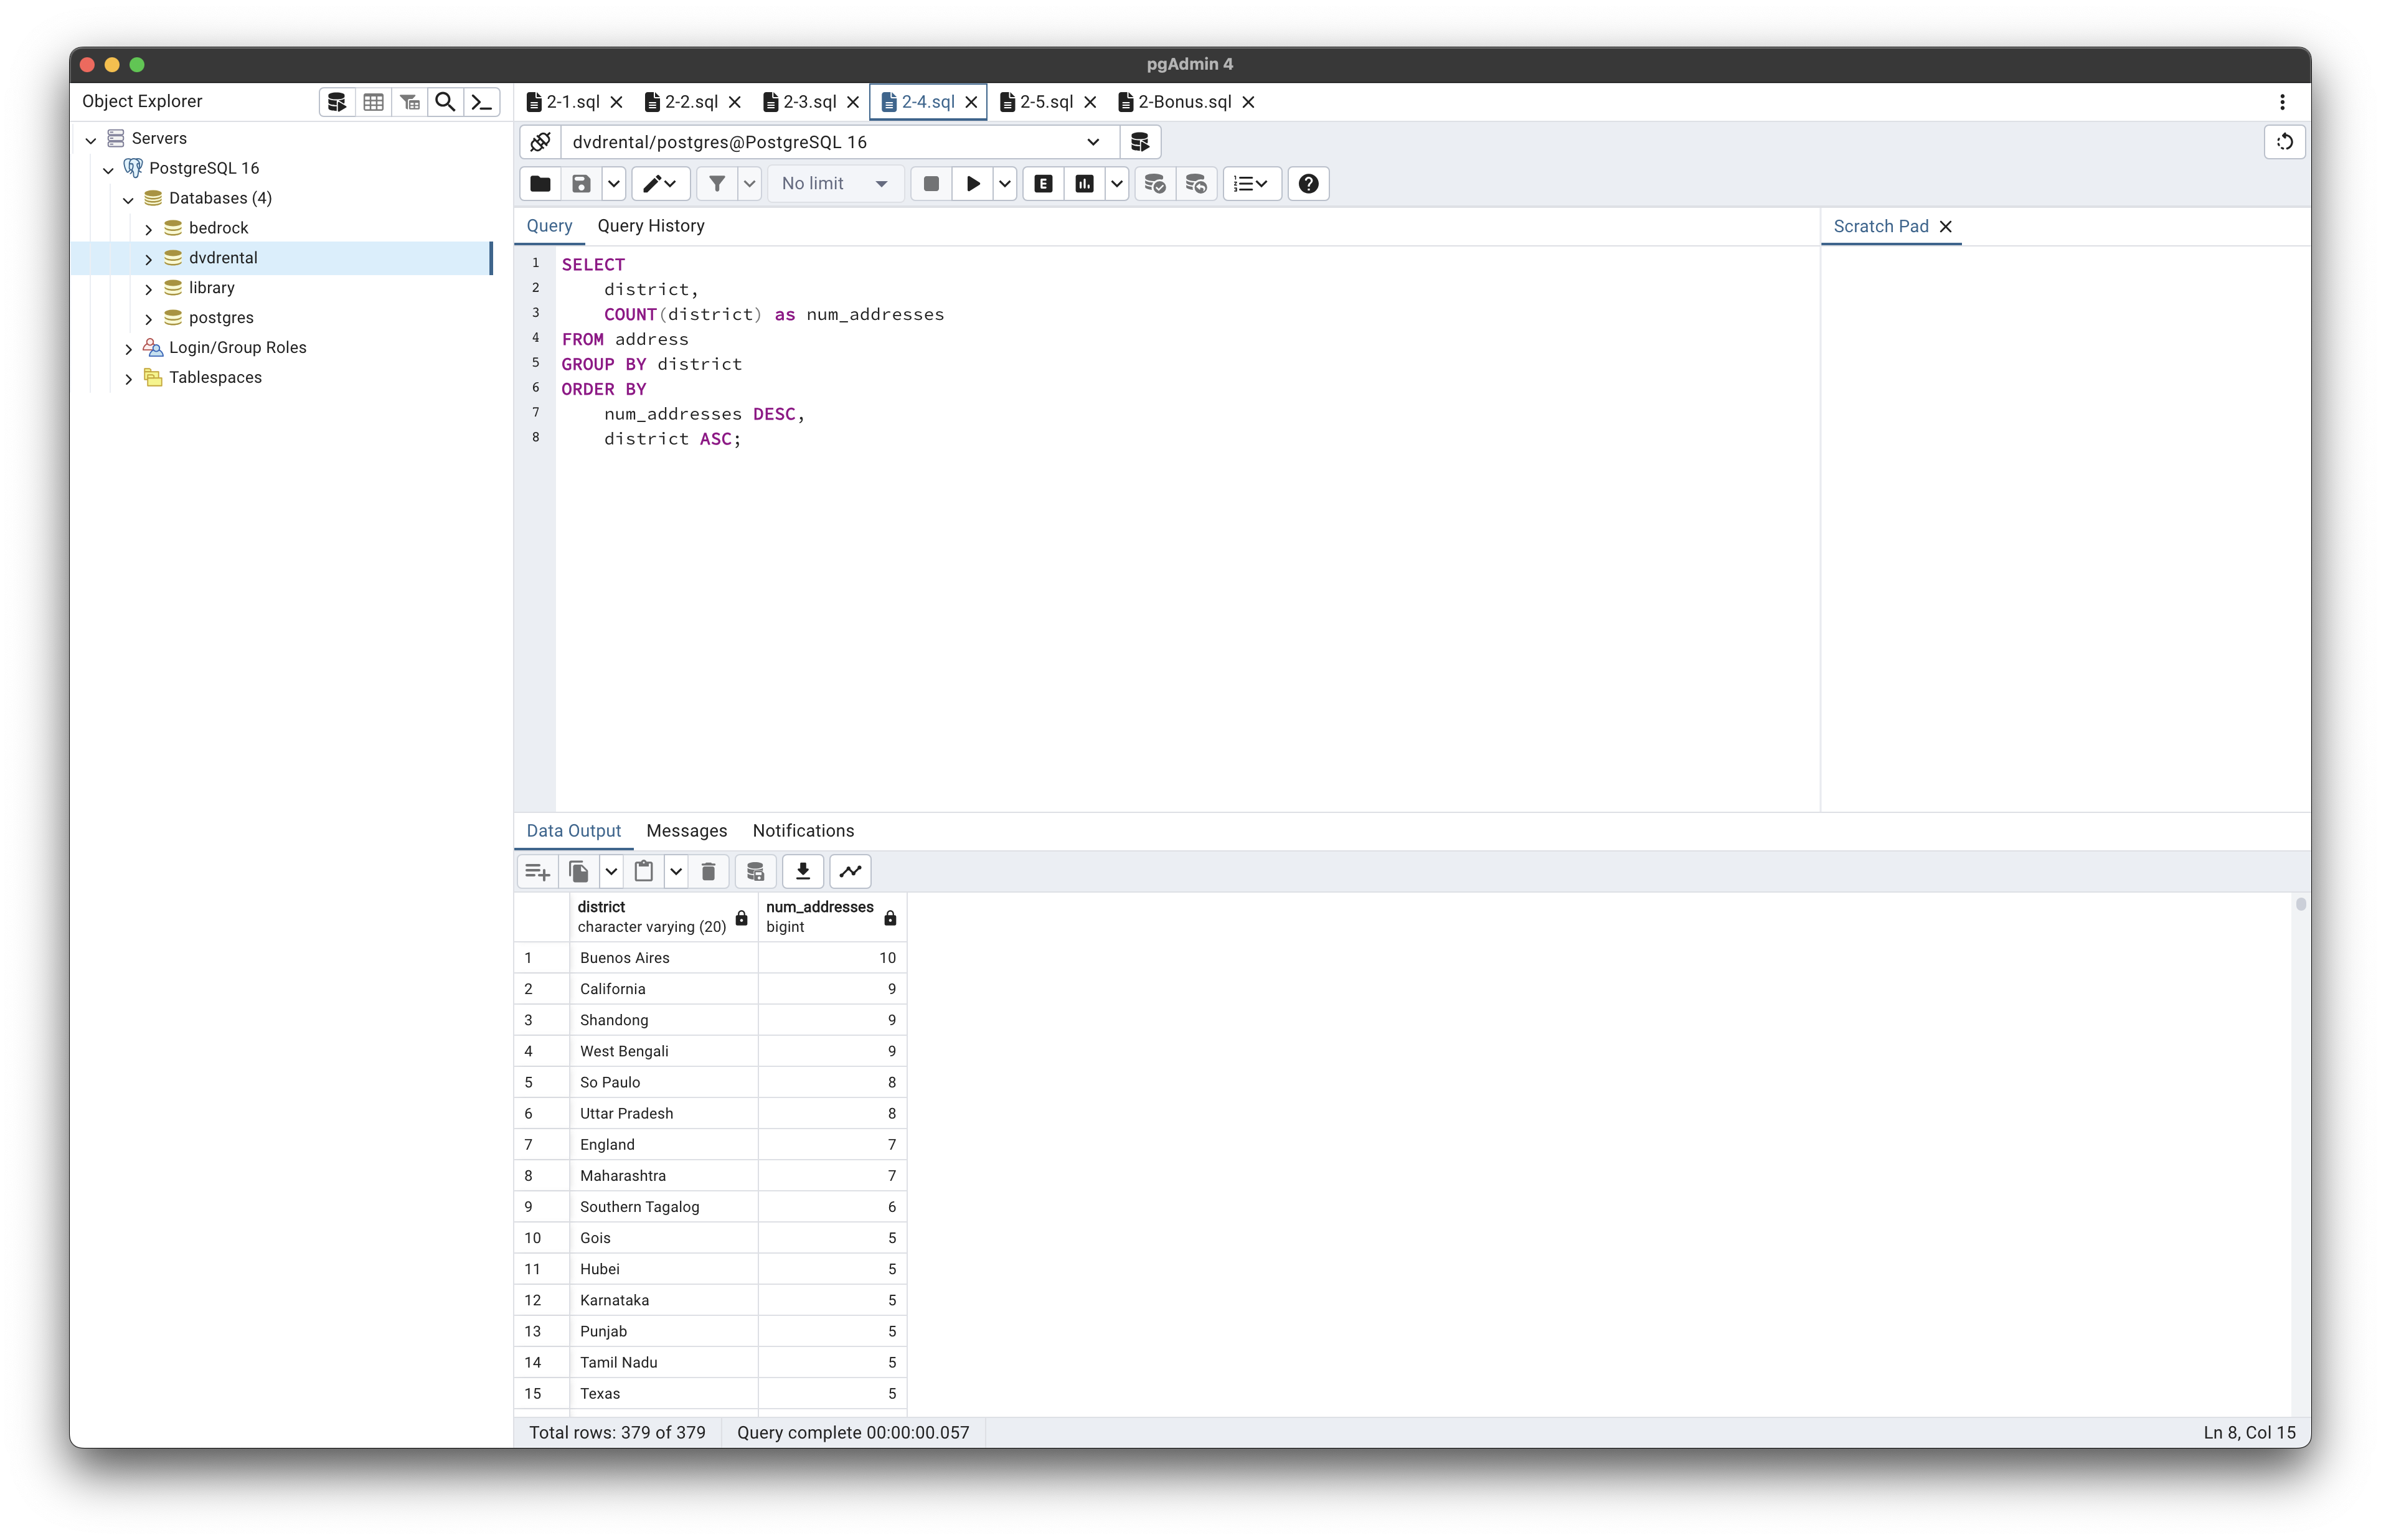 pgAdmin 4
Object Explorer
2-1.sql
2-2.sql
2-3.sql
2-4.sql
2-5.sql
2-Bonus.sql
Servers
PostgreSQL 16
Databases (4)
bedrock
dvdrental
library
postgres
Login/Group Roles
Tablespaces
dvdrental/postgres@PostgreSQL 16
No limit
E
Query
Query History
Scratch Pad
1 SELECT
2 district,
3 COUNT(district) as num_addresses
4 FROM address
5 GROUP BY district
6 ORDER BY
7 num_addresses DESC,
8 district ASC;
Data Output
Messages
Notifications
district
character varying (20)
num_addresses
bigint
1 Buenos Aires 10
2 California 9
3 Shandong 9
4 West Bengali 9
5 So Paulo 8
6 Uttar Pradesh 8
7 England 7
8 Maharashtra 7
9 Southern Tagalog 6
10 Gois 5
11 Hubei 5
12 Karnataka 5
13 Punjab 5
14 Tamil Nadu 5
15 Texas 5
Total rows: 379 of 379
Query complete 00:00:00.057
Ln 8, Col 15